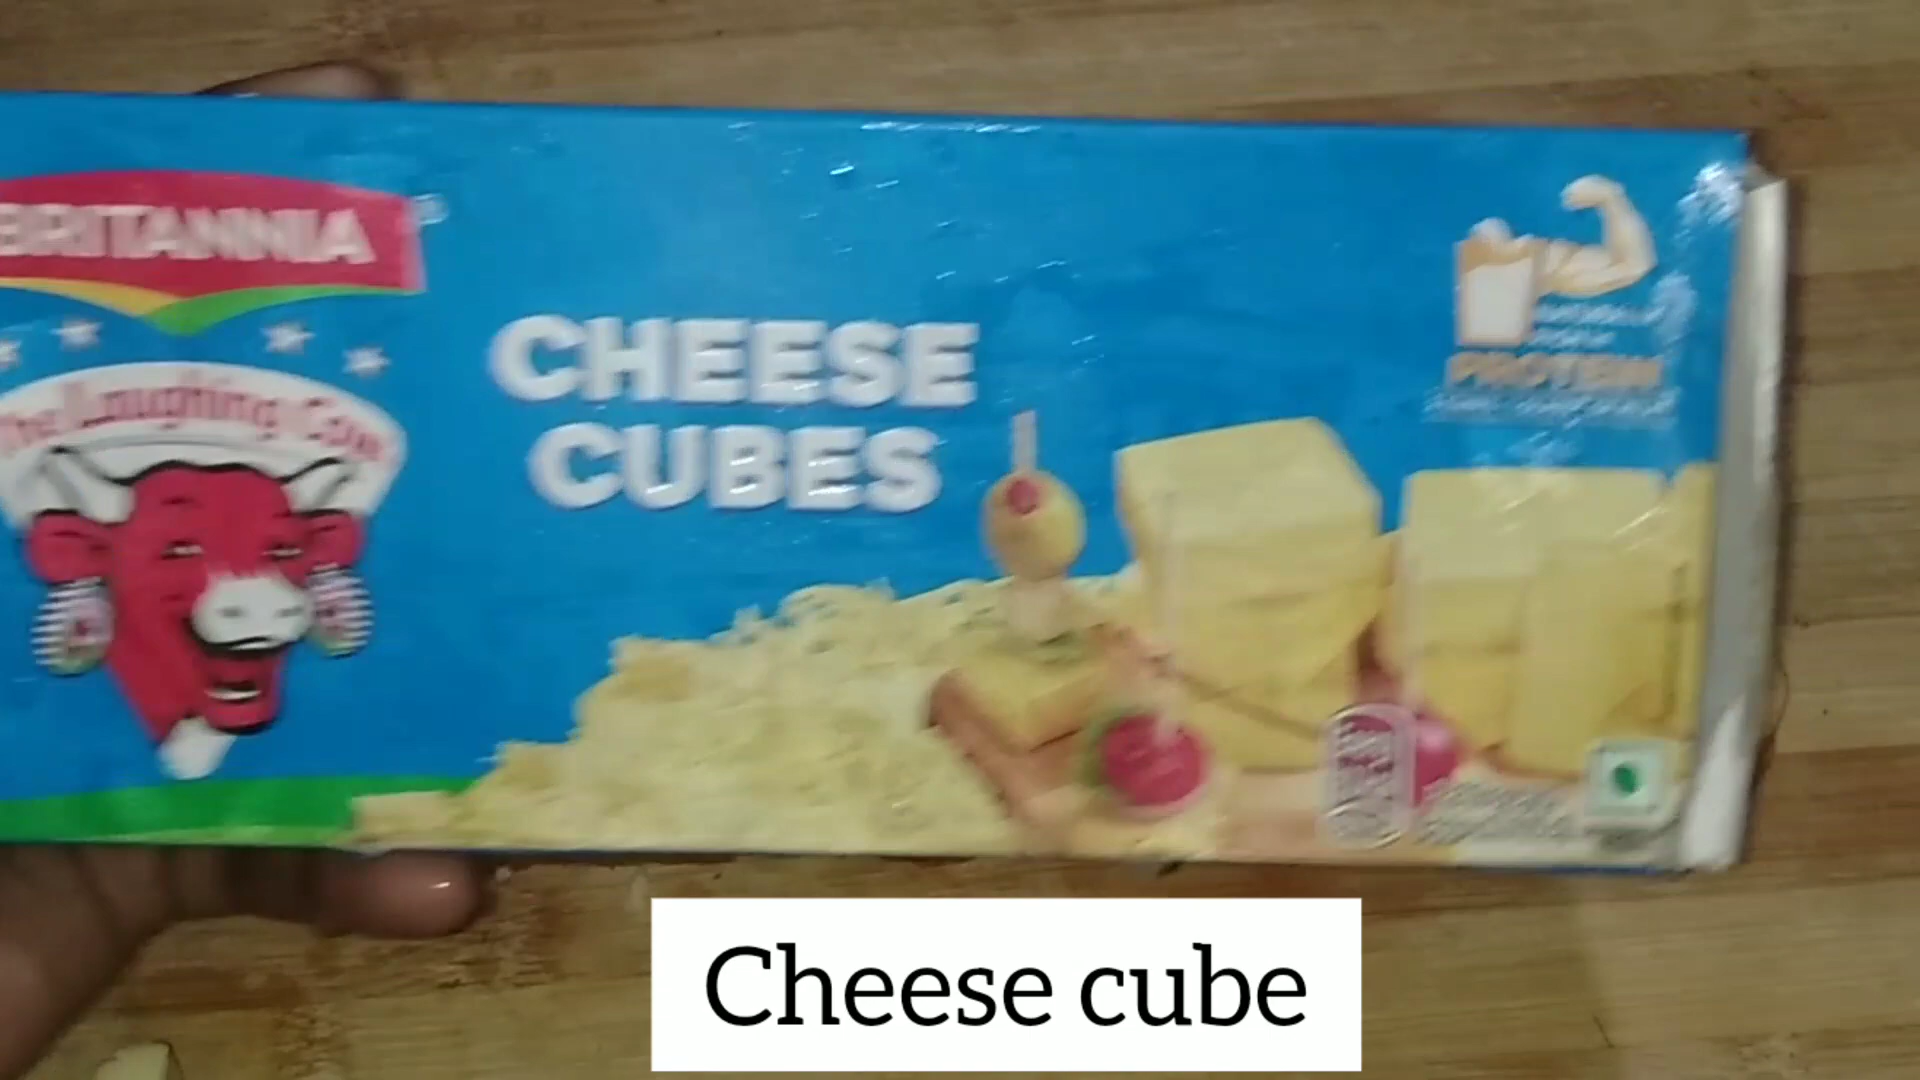 BRITANNIA
The Laughing Cow
CHEESE
CUBES
PROTEIN
Cheese cube